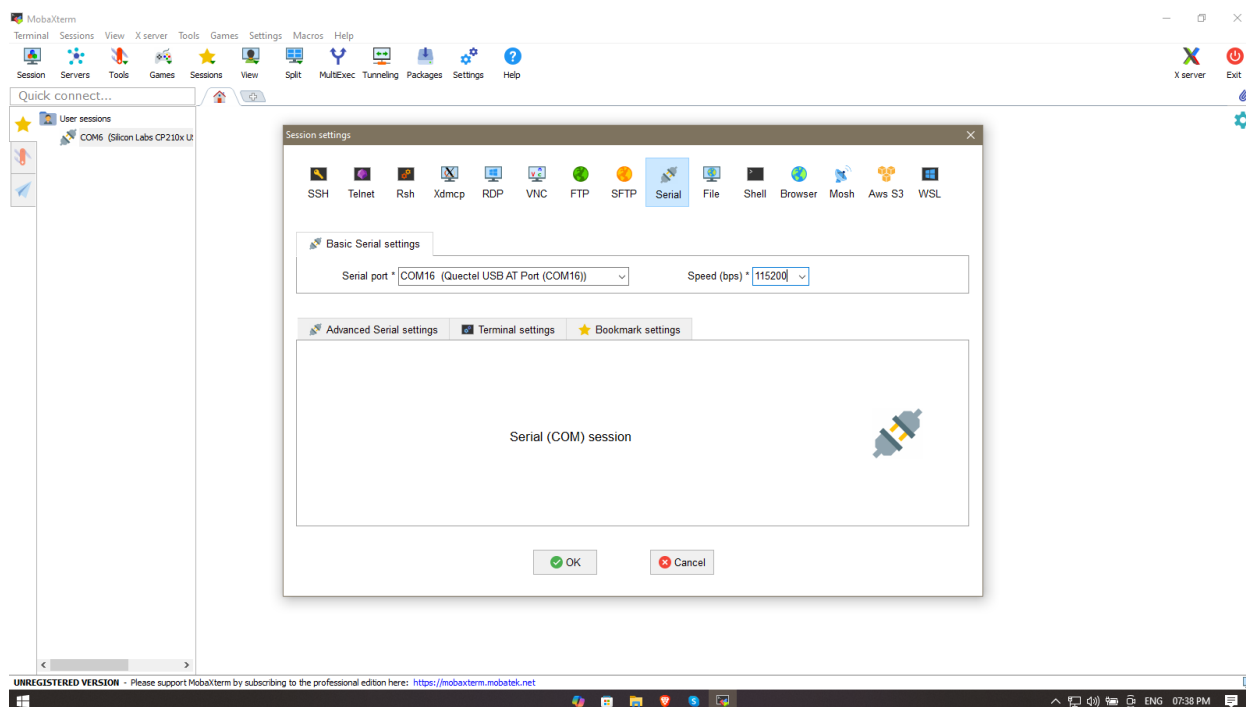 MobaXterm
Terminal Sessions View X server Tools Games Settings Macros Help
Session Servers Tools Games Sessions View Split MultiExec Tunneling Packages Settings Help X server Exit
Quick connect...
User sessions
COM6 (Silicon Labs CP210x U
Session settings
SSH Telnet Rsh Xdmcp RDP VNC FTP SFTP Serial File Shell Browser Mosh Aws S3 WSL
Basic Serial settings
Serial port * COM16 (Quectel USB AT Port (COM16)) Speed (bps) * 115200
Advanced Serial settings Terminal settings Bookmark settings
Serial (COM) session
OK Cancel
UNREGISTERED VERSION - Please support MobaXterm by subscribing to the professional edition here: https://mobaxterm.mobatek.net
ENG 07:38 PM